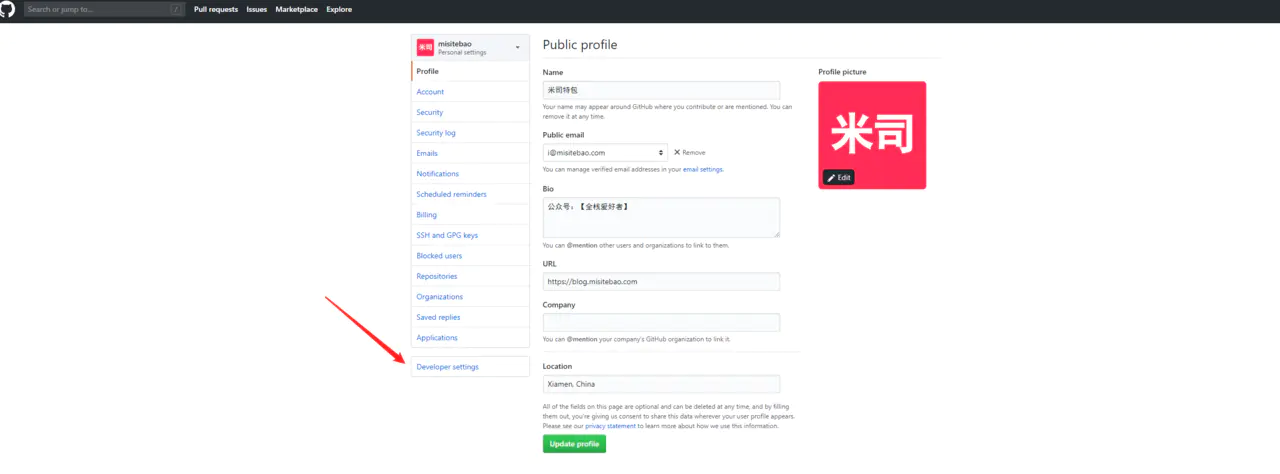 Search or jump to...
/
Pull requests
Issues
Marketplace
Explore
米司
misitebao
Personal settings
Profile
Account
Security
Security log
Emails
Notifications
Scheduled reminders
Billing
SSH and GPG keys
Blocked users
Repositories
Organizations
Saved replies
Applications
Developer settings
Public profile
Name
米司特包
Your name may appear around GitHub where you contribute or are mentioned. You can
remove it at any time.
Public email
i@misitebao.com
Remove
You can manage verified email addresses in your email settings.
Bio
公众号：【全栈爱好者】
You can @mention other users and organizations to link to them.
URL
https://blog.misitebao.com
Company
You can @mention your company's GitHub organization to link it.
Location
Xiamen, China
All of the fields on this page are optional and can be deleted at any time, and by filling
them out, you're giving us consent to share this data wherever your user profile appears.
Please see our privacy statement to learn more about how we use this information.
Update profile
Profile picture
米司
Edit